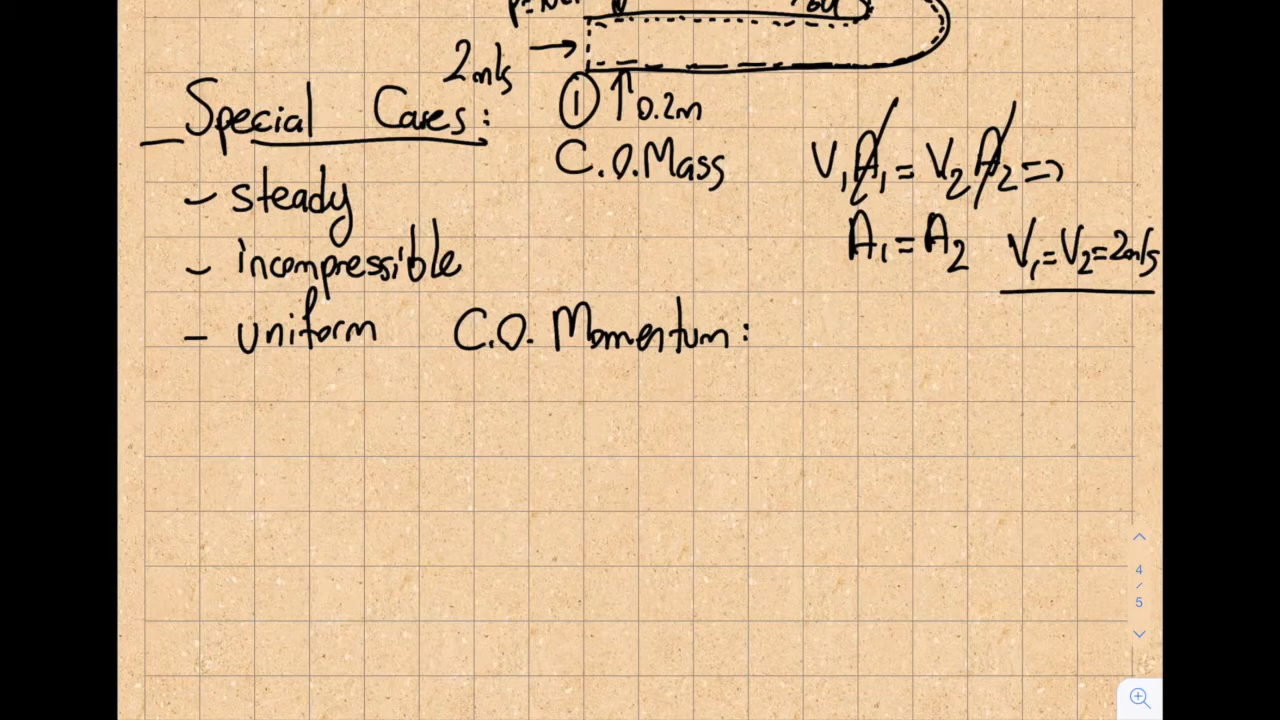 2m/s
Special Cases:
① ↑0.2m
C.O.Mass
V₁A₁ = V₂A₂ =>
- steady
A₁ = A₂
V₁ = V₂ = 2m/s
- incompressible
- uniform
C.O. Momentum:
4
/
5